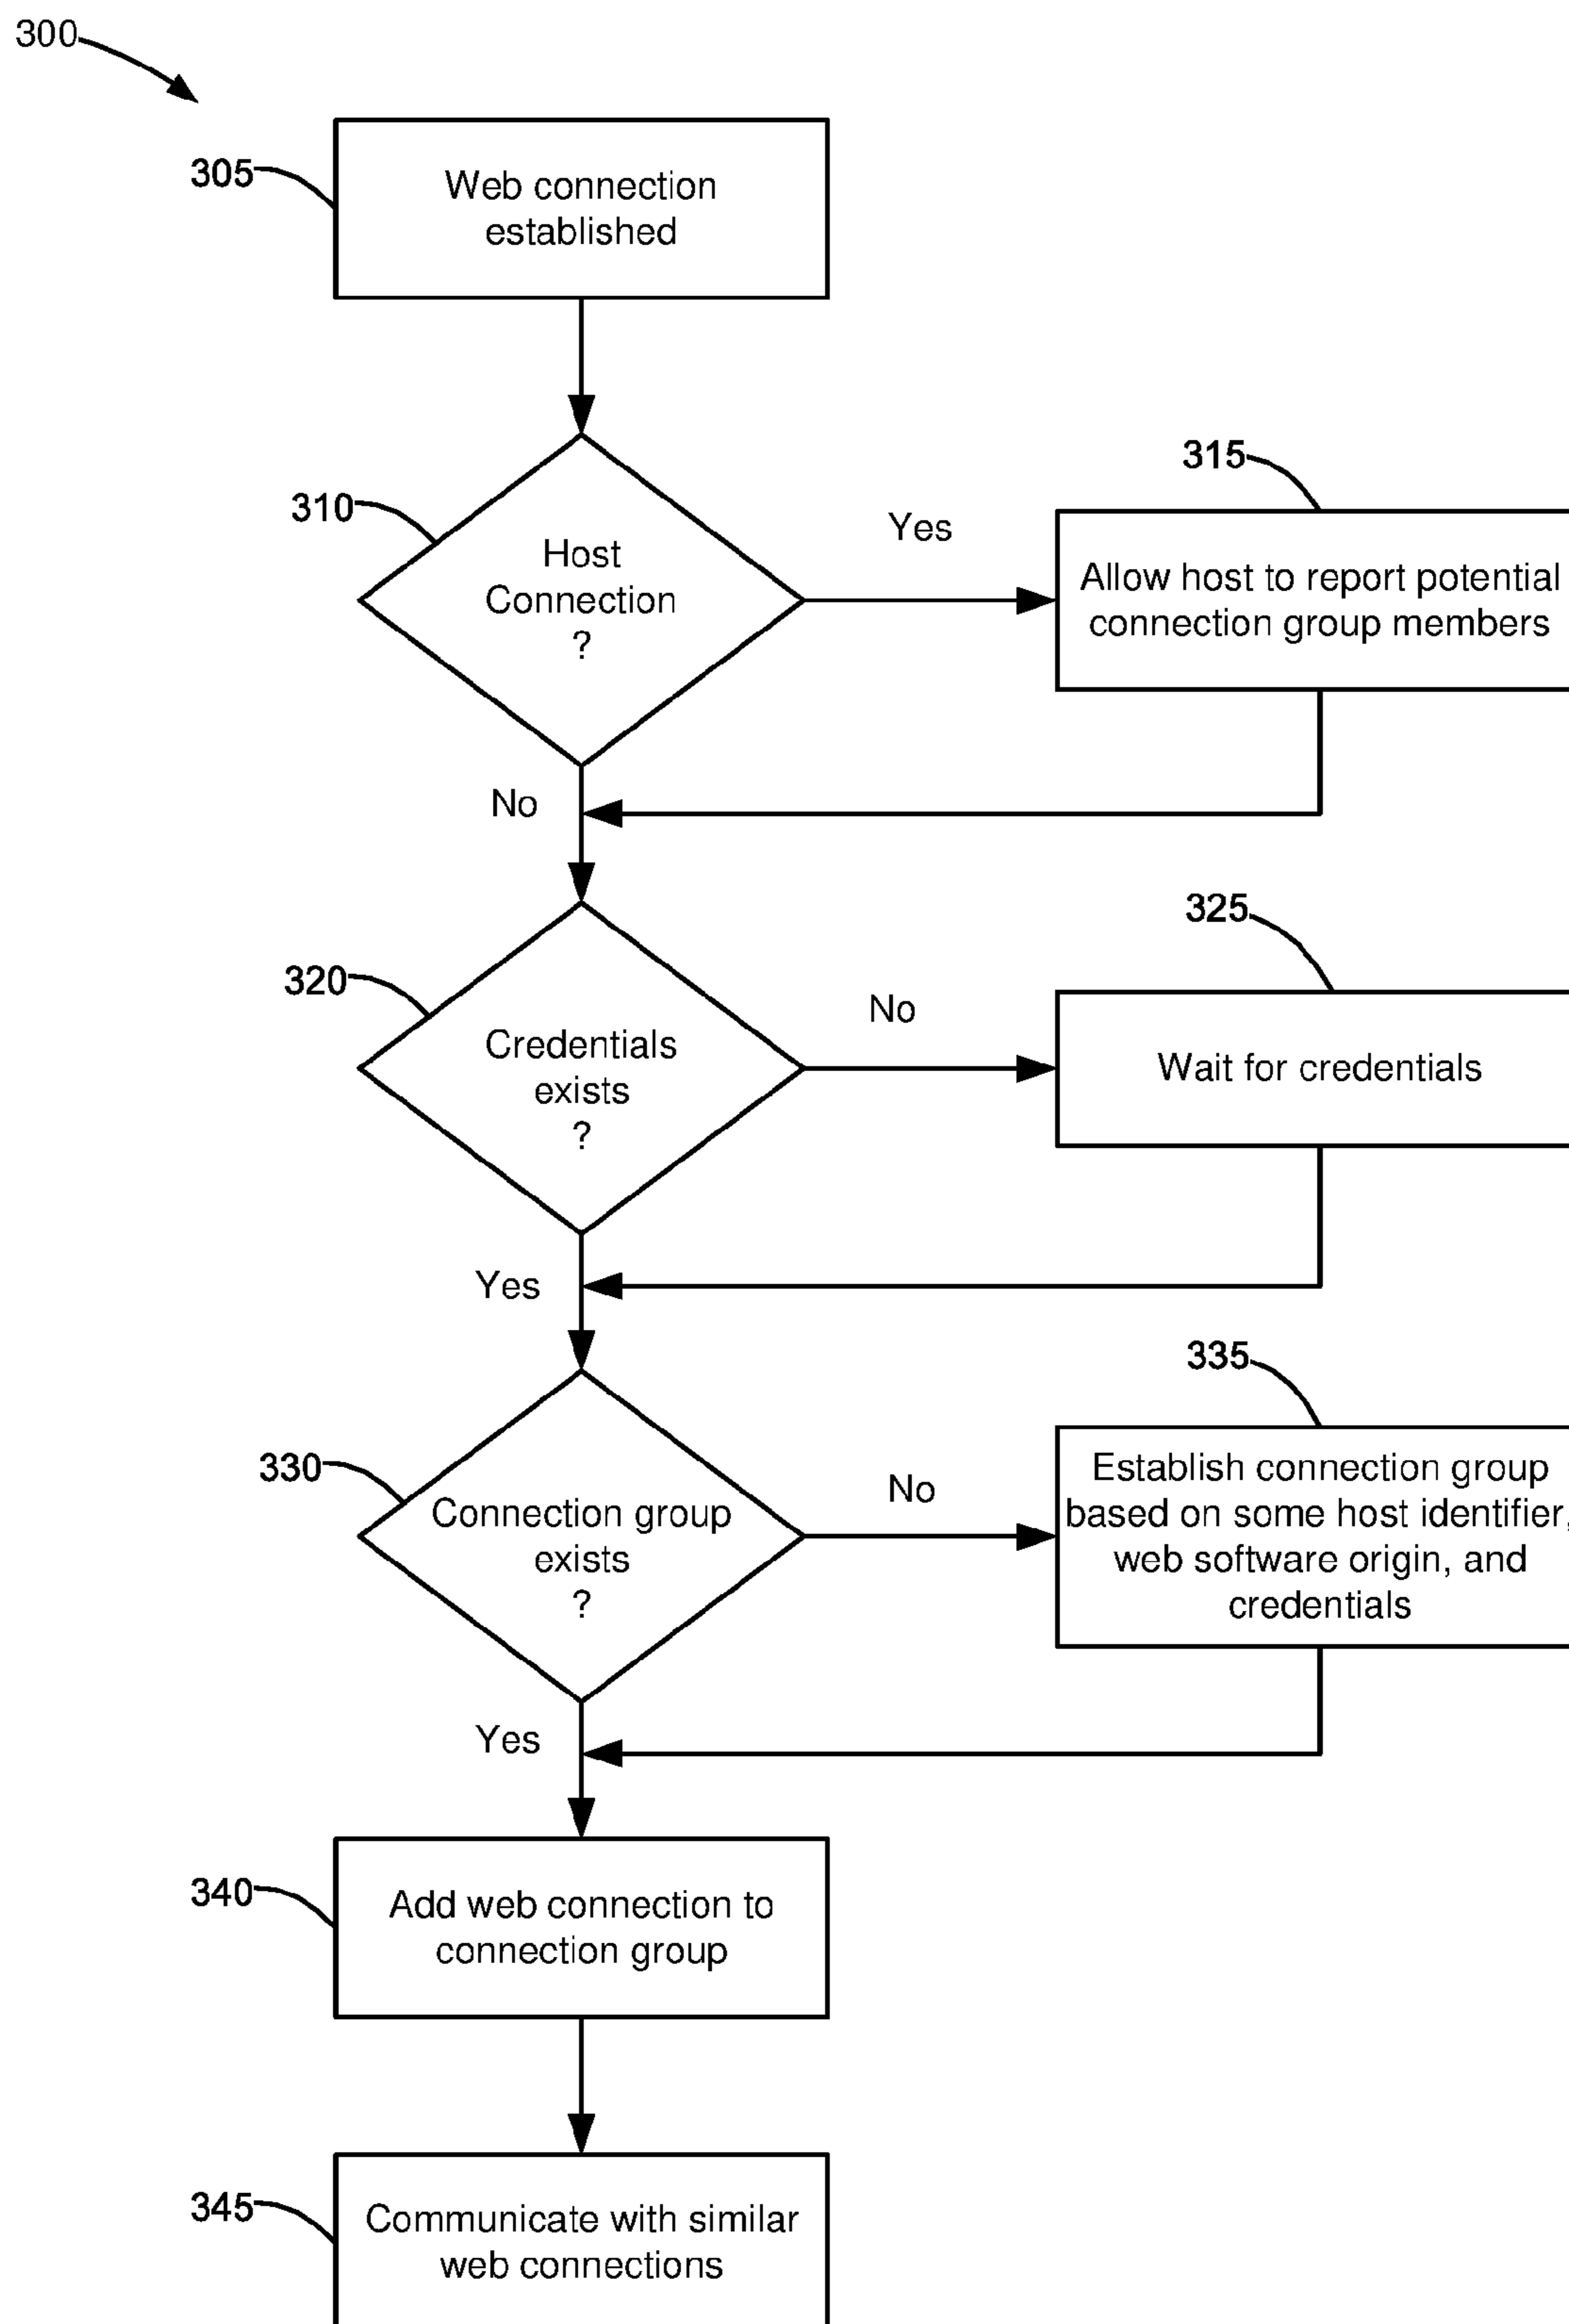 300
305
Web connection
established
310
Host
Connection
?
Yes
315
Allow host to report potential
connection group members
No
320
Credentials
exists
?
No
325
Wait for credentials
Yes
330
Connection group
exists
?
No
335
Establish connection group
based on some host identifier,
web software origin, and
credentials
Yes
340
Add web connection to
connection group
345
Communicate with similar
web connections